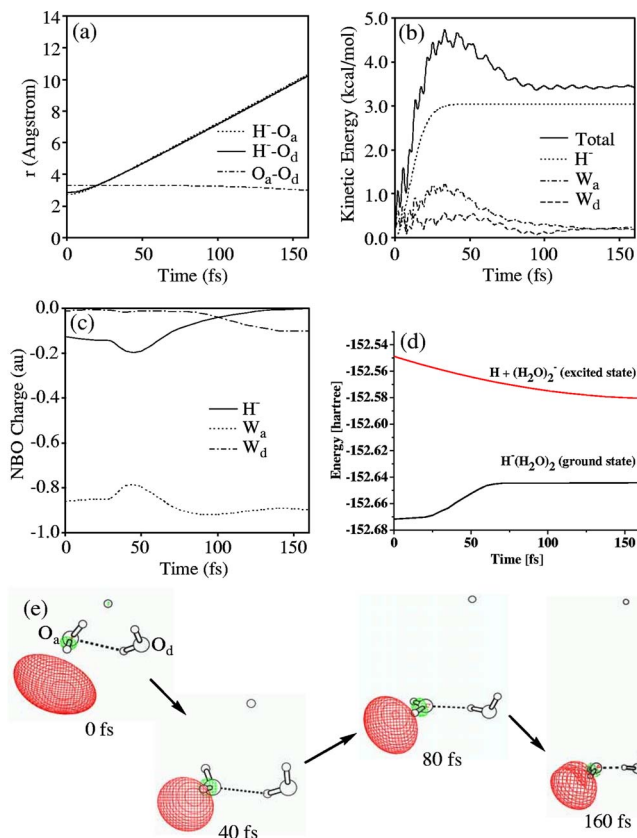 (a)
14
12
10
8
6
4
2
0
r (Angstrom)
H⁻-Oₐ
H⁻-O_d
Oₐ-O_d
0 50 100 150
Time (fs)
(b)
5.0
4.0
3.0
2.0
1.0
0.0
Kinetic Energy (kcal/mol)
Total
H⁻
Wₐ
W_d
0 50 100 150
Time (fs)
(c)
0.0
-0.2
-0.4
-0.6
-0.8
-1.0
NBO Charge (au)
H⁻
Wₐ
W_d
0 50 100 150
Time (fs)
(d)
-152.54
-152.56
-152.58
-152.60
-152.62
-152.64
-152.66
-152.68
Energy [hartree]
H + (H₂O)₂⁻ (excited state)
H⁻(H₂O)₂ (ground state)
0 50 100 150
Time [fs]
(e)
Oₐ
O_d
0 fs
40 fs
80 fs
160 fs